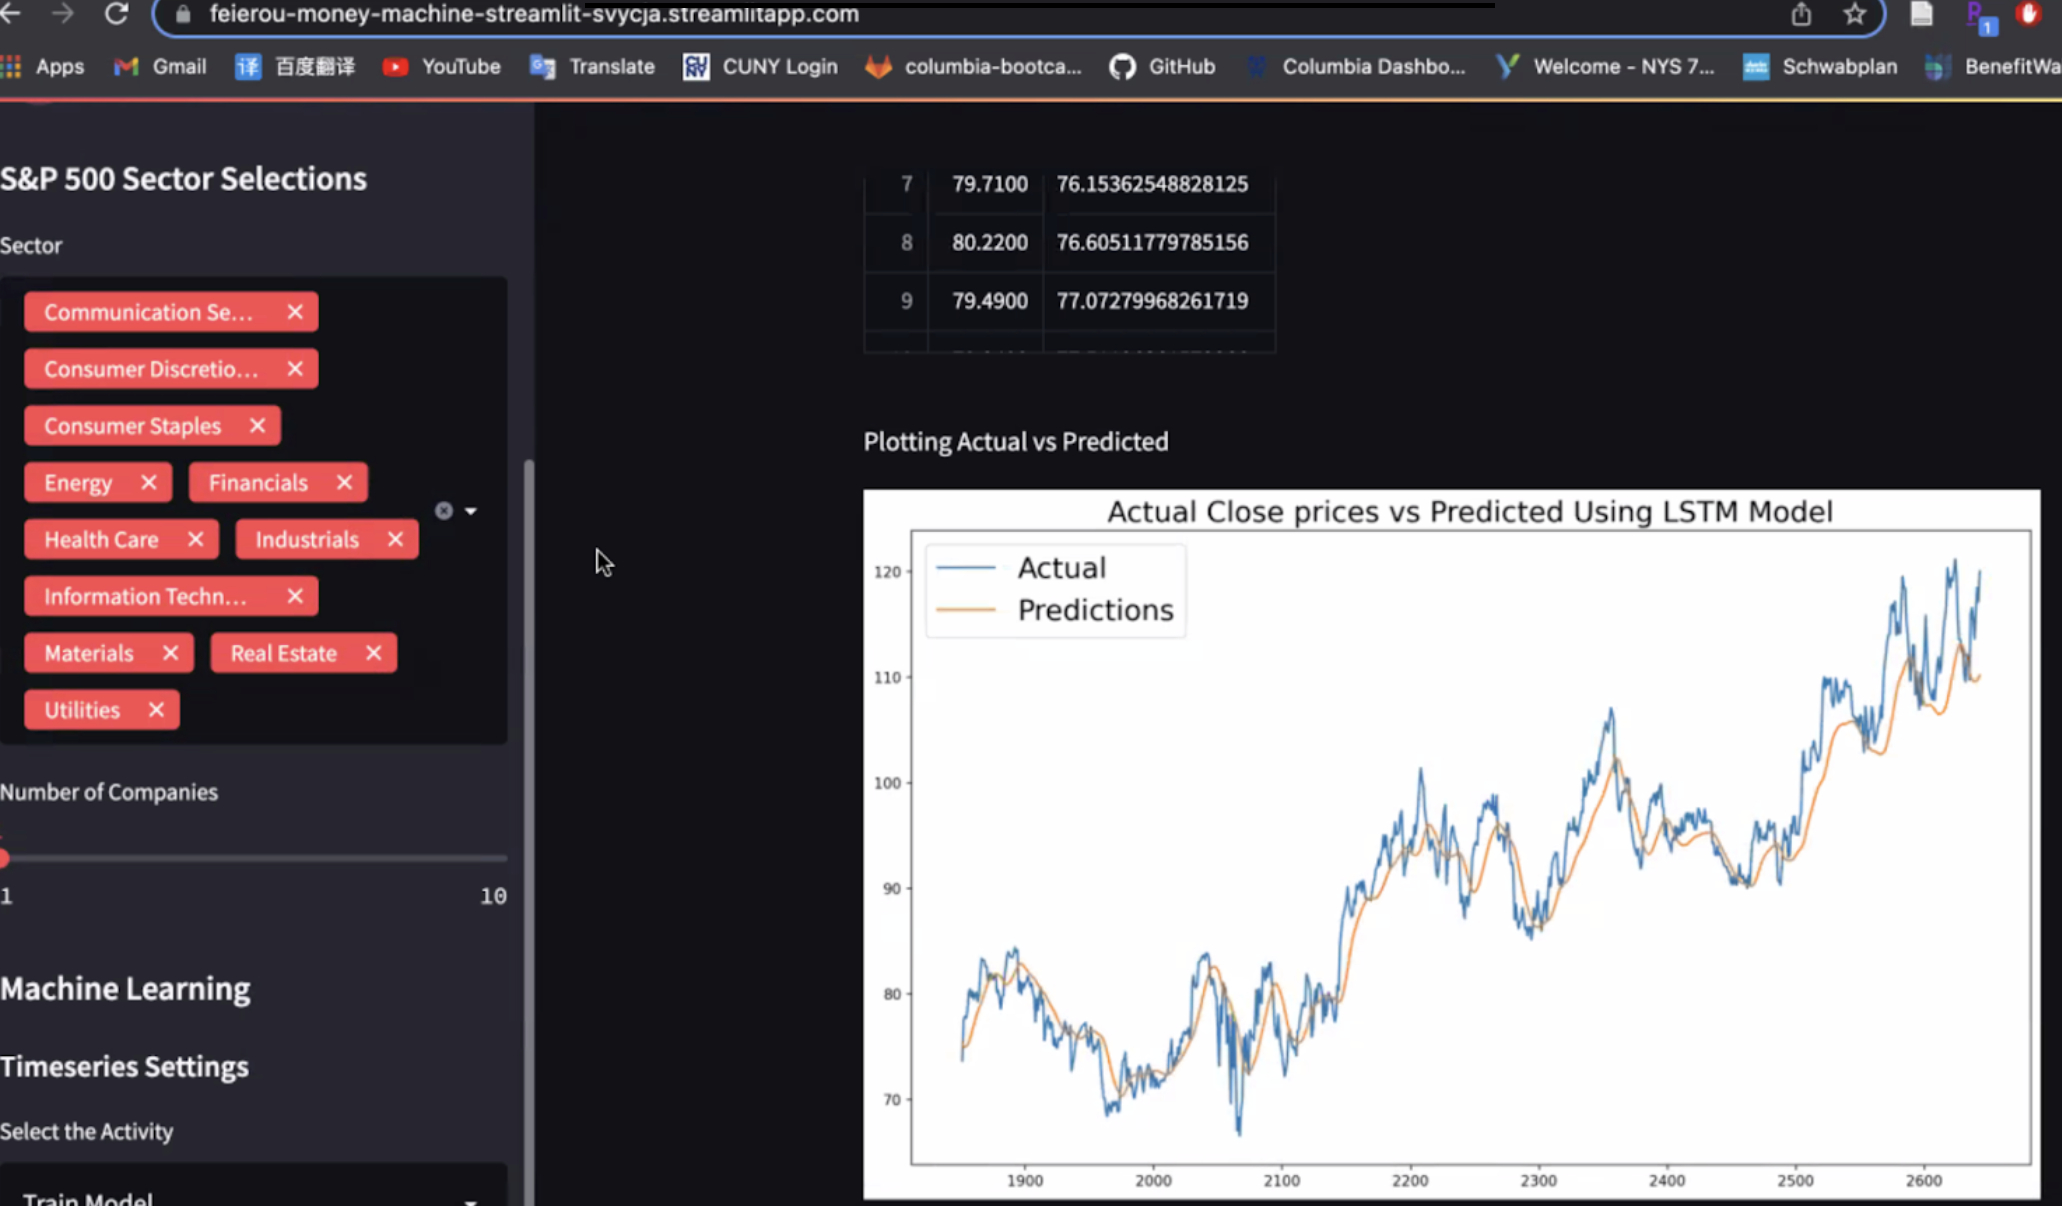 feierou-money-machine-streamlit-svycja.streamlitapp.com
1
Apps Gmail 译 百度翻译 YouTube Translate CUNY Login columbia-bootca... GitHub Columbia Dashbo... Welcome - NYS 7... Schwabplan BenefitWa
S&P 500 Sector Selections
Sector
Communication Se...
Consumer Discretio...
Consumer Staples
Energy Financials
Health Care Industrials
Information Techn...
Materials Real Estate
Utilities
Number of Companies
1 10
Machine Learning
Timeseries Settings
Select the Activity
Train Model
7 79.7100 76.15362548828125
8 80.2200 76.60511779785156
9 79.4900 77.07279968261719
Plotting Actual vs Predicted
Actual Close prices vs Predicted Using LSTM Model
Actual
Predictions
120
110
100
90
80
70
1900 2000 2100 2200 2300 2400 2500 2600